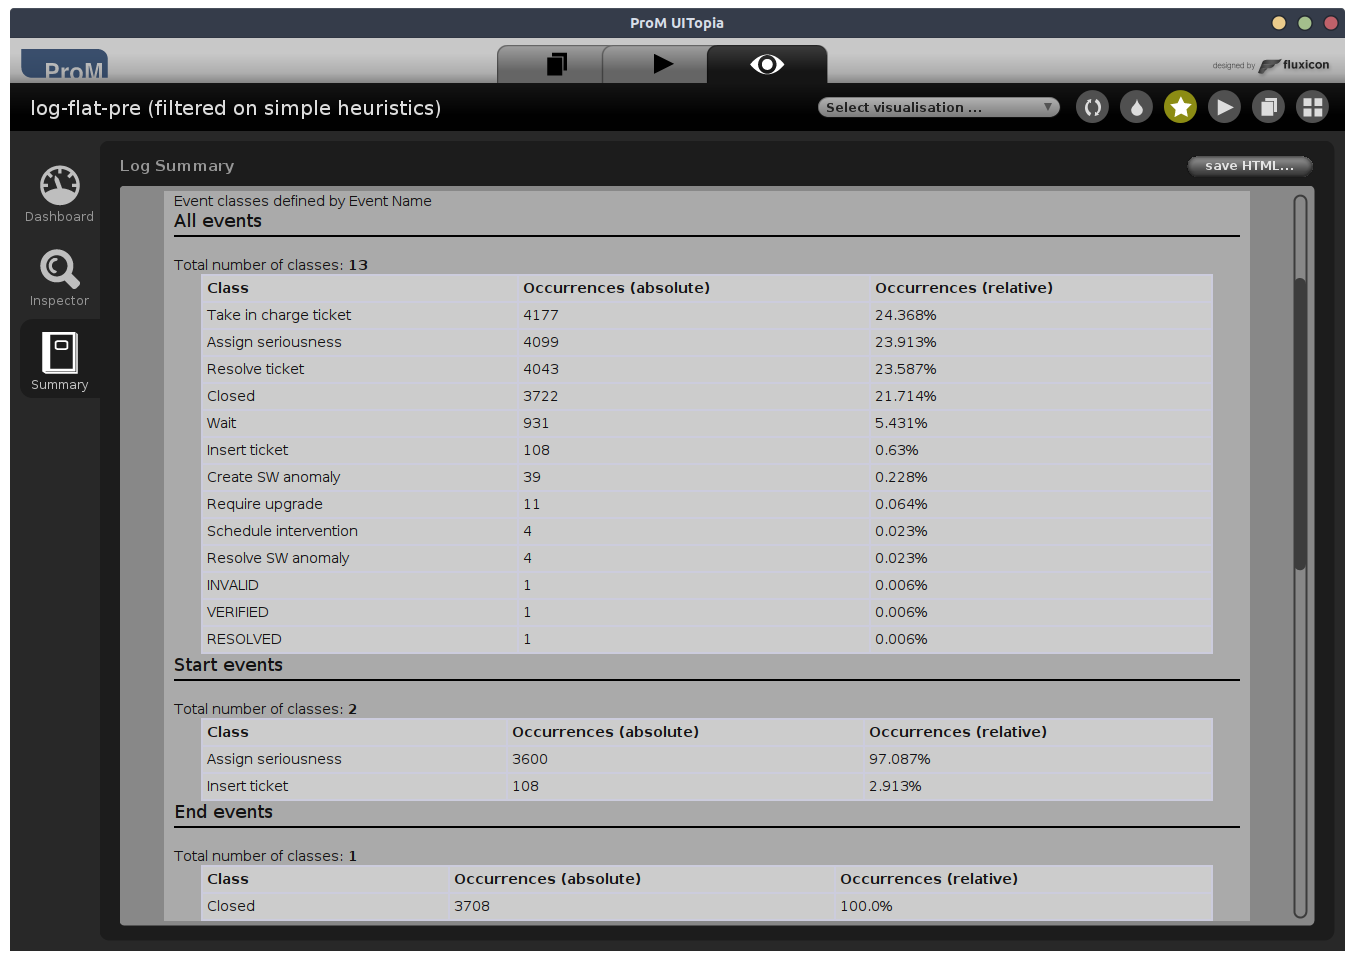 ProM UITopia
ProM
designed by fluxicon
log-flat-pre (filtered on simple heuristics)
Select visualisation ...
Log Summary
save HTML...
Dashboard
Inspector
Summary
Event classes defined by Event Name
All events
Total number of classes: 13
Class Occurrences (absolute) Occurrences (relative)
Take in charge ticket 4177 24.368%
Assign seriousness 4099 23.913%
Resolve ticket 4043 23.587%
Closed 3722 21.714%
Wait 931 5.431%
Insert ticket 108 0.63%
Create SW anomaly 39 0.228%
Require upgrade 11 0.064%
Schedule intervention 4 0.023%
Resolve SW anomaly 4 0.023%
INVALID 1 0.006%
VERIFIED 1 0.006%
RESOLVED 1 0.006%
Start events
Total number of classes: 2
Class Occurrences (absolute) Occurrences (relative)
Assign seriousness 3600 97.087%
Insert ticket 108 2.913%
End events
Total number of classes: 1
Class Occurrences (absolute) Occurrences (relative)
Closed 3708 100.0%